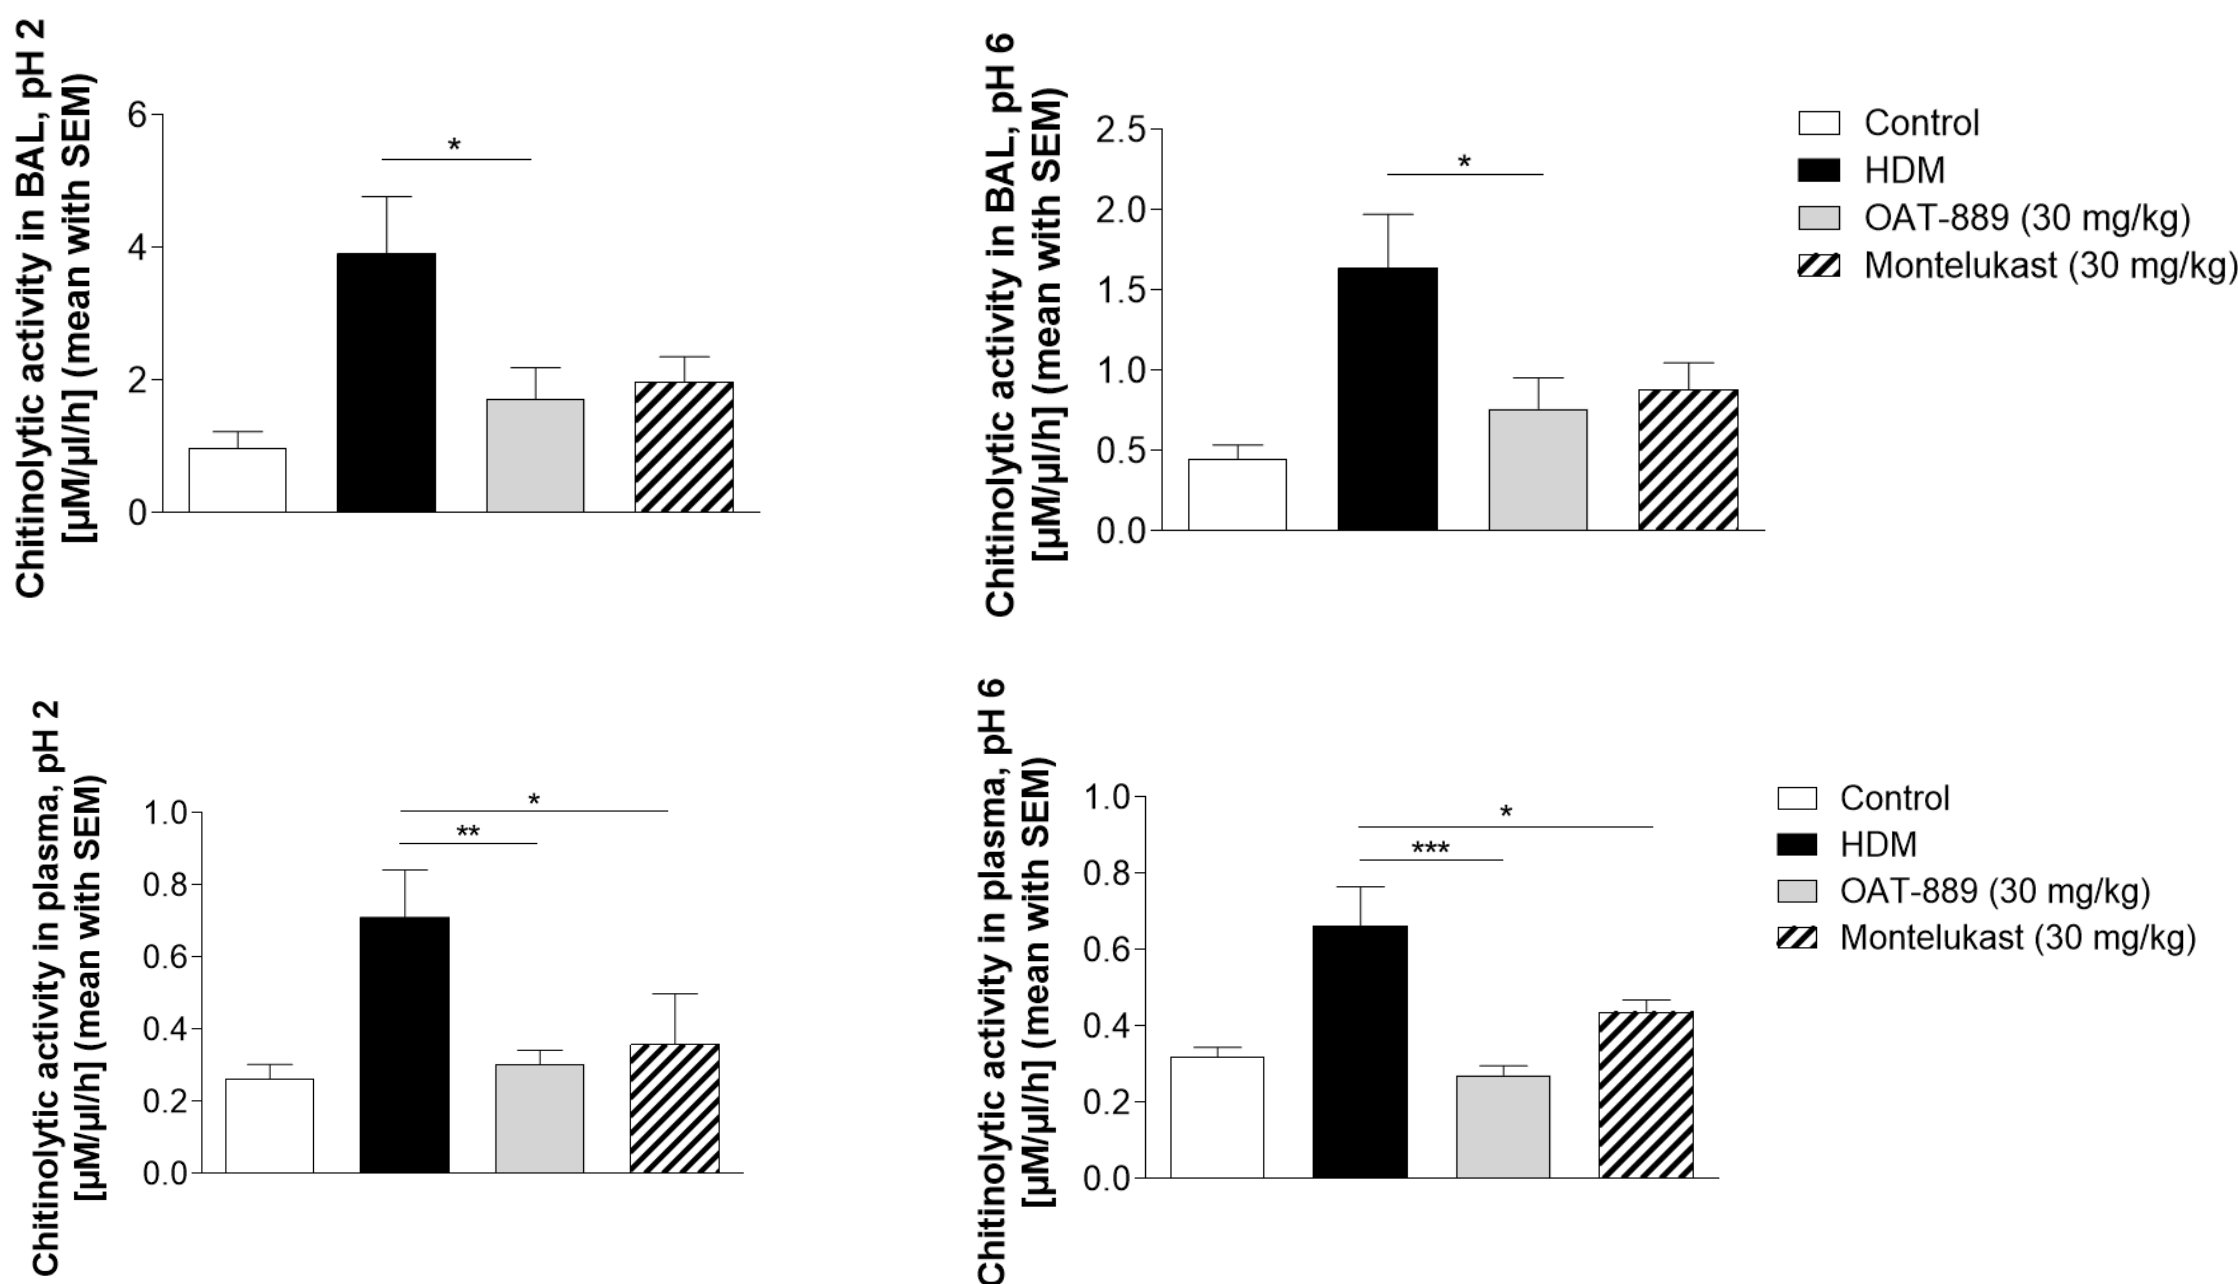 Chitinolytic activity in BAL, pH 2
[µM/µl/h] (mean with SEM)
6
4
2
0
*
Chitinolytic activity in BAL, pH 6
[µM/µl/h] (mean with SEM)
2.5
2.0
1.5
1.0
0.5
0.0
*
Control
HDM
OAT-889 (30 mg/kg)
Montelukast (30 mg/kg)
Chitinolytic activity in plasma, pH 2
[µM/µl/h] (mean with SEM)
1.0
0.8
0.6
0.4
0.2
0.0
*
**
Chitinolytic activity in plasma, pH 6
[µM/µl/h] (mean with SEM)
1.0
0.8
0.6
0.4
0.2
0.0
*
***
Control
HDM
OAT-889 (30 mg/kg)
Montelukast (30 mg/kg)